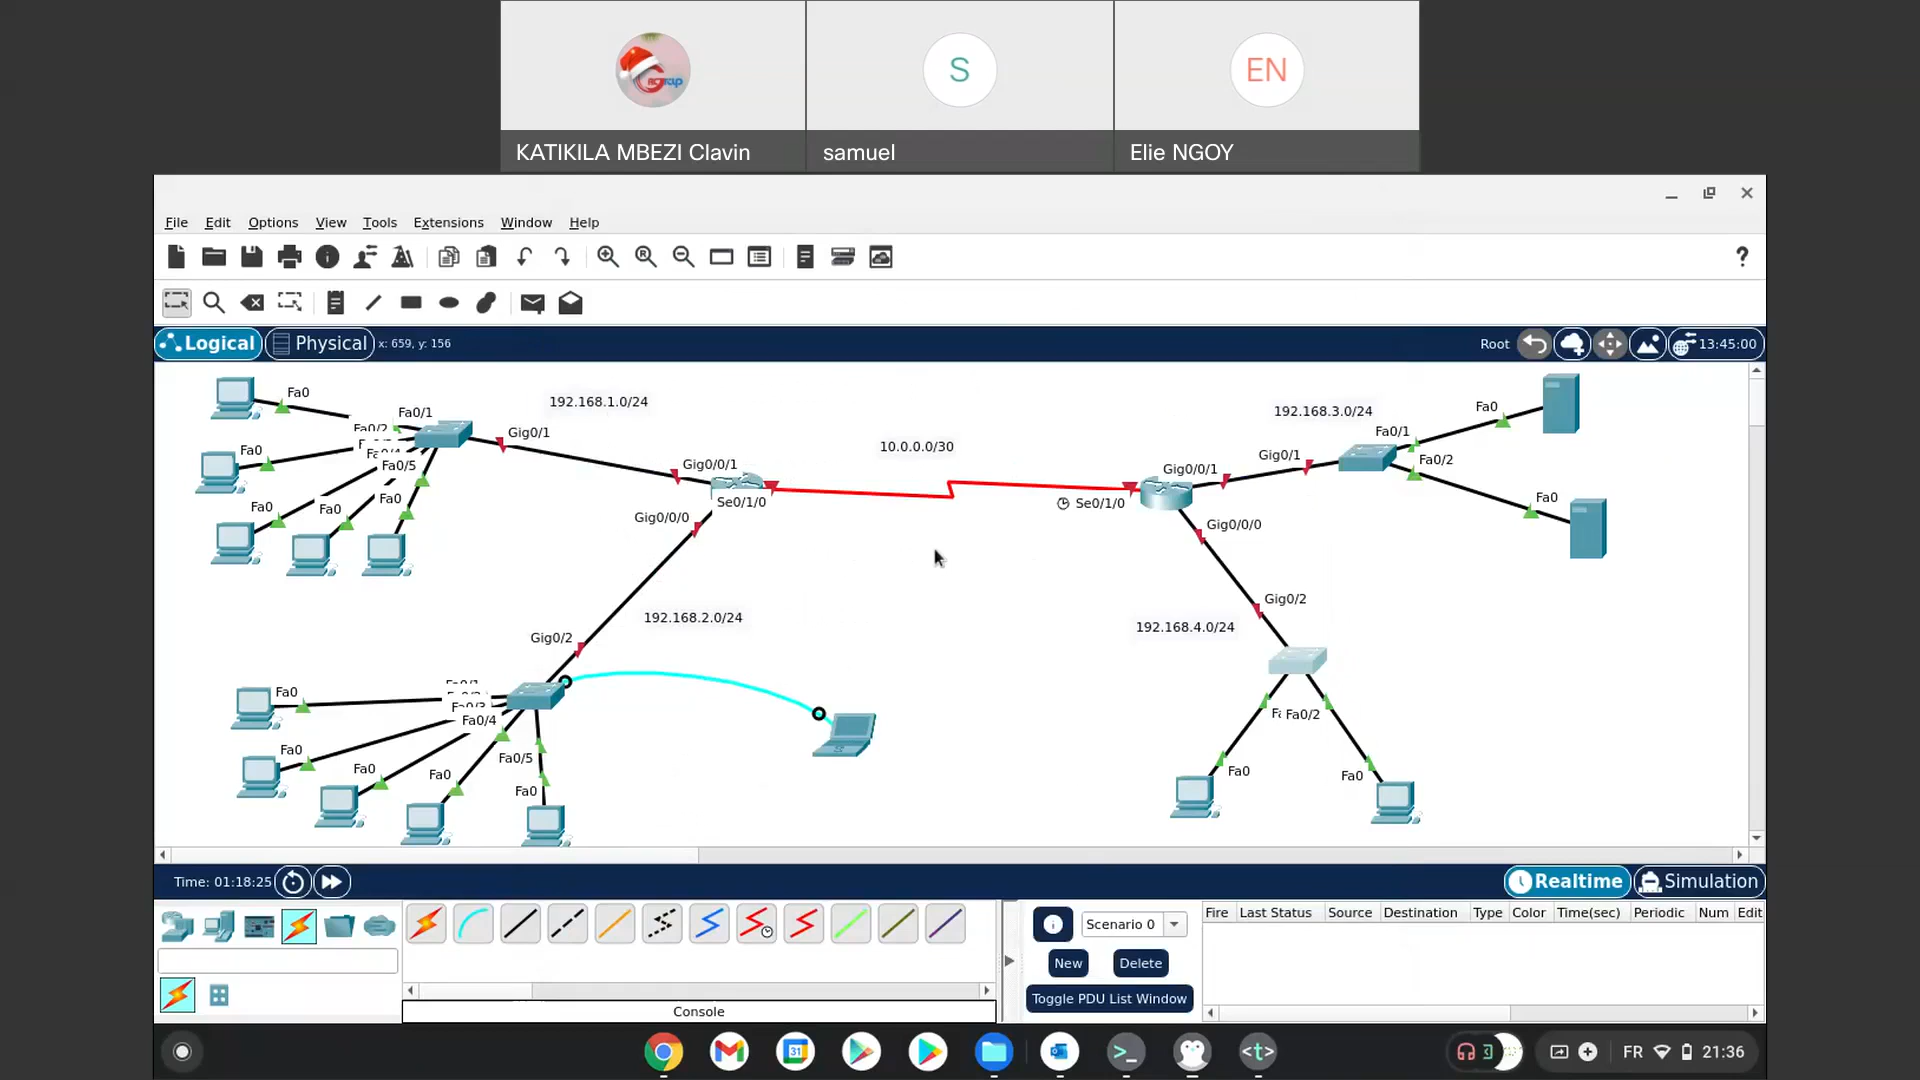 S
EN
KATIKILA MBEZI Clavin
samuel
Elie NGOY
File Edit Options View Tools Extensions Window Help
?
Logical
Physical
x: 659, y: 156
Root
13:45:00
Fa0
Fa0/1
192.168.1.0/24
Fa0/2
Gig0/1
Fa0
Fa0/5
Fa0
Fa0
Fa0
Gig0/0/1
Se0/1/0
Gig0/0/0
10.0.0.0/30
192.168.3.0/24
Fa0/1
Fa0
Gig0/1
Fa0/2
Gig0/0/1
Se0/1/0
Fa0
Gig0/0/0
Gig0/2
192.168.2.0/24
192.168.4.0/24
Gig0/2
Fa0
Fa0/3
Fa0/4
Fa0
Fa0/5
Fa0
Fa0
Fa0
Fa0/2
Fa0
Fa0
Time: 01:18:25
Realtime
Simulation
Scenario 0
New
Delete
Toggle PDU List Window
Fire Last Status Source Destination Type Color Time(sec) Periodic Num Edit
Console
31
FR
21:36